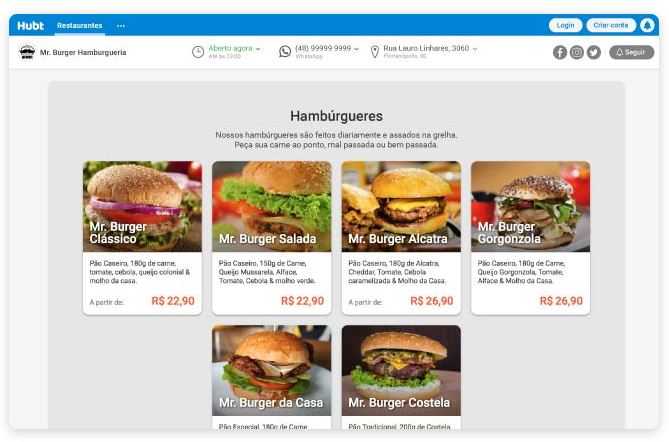 Hubt
Restaurantes
Login
Criar conta
Mr. Burger Hamburgueria
Aberto agora
Até às 23:00
(48) 99999 9999
WhatsApp
Rua Lauro Linhares, 3060
Florianópolis, SC
Seguir
Hambúrgueres
Nossos hambúrgueres são feitos diariamente e assados na grelha.
Peça sua carne ao ponto, mal passada ou bem passada.
Mr. Burger
Clássico
Pão Caseiro, 180g de carne,
tomate, cebola, queijo colonial &
molho da casa.
A partir de:
R$ 22,90
Mr. Burger Salada
Pão Caseiro, 150g de Carne,
Queijo Mussarela, Alface,
Tomate, Cebola & molho verde.
R$ 22,90
Mr. Burger Alcatra
Pão Caseiro, 180g de Alcatra,
Cheddar, Tomate, Cebola
caramelizada & Molho da Casa.
A partir de:
R$ 26,90
Mr. Burger
Gorgonzola
Pão Caseiro, 180g de Carne,
Queijo Gorgonzola, Tomate,
Alface & Molho da Casa.
R$ 26,90
Mr. Burger da Casa
Pão Especial, 180g de Carne
Mr. Burger Costela
Pão Tradicional, 200g de Costela